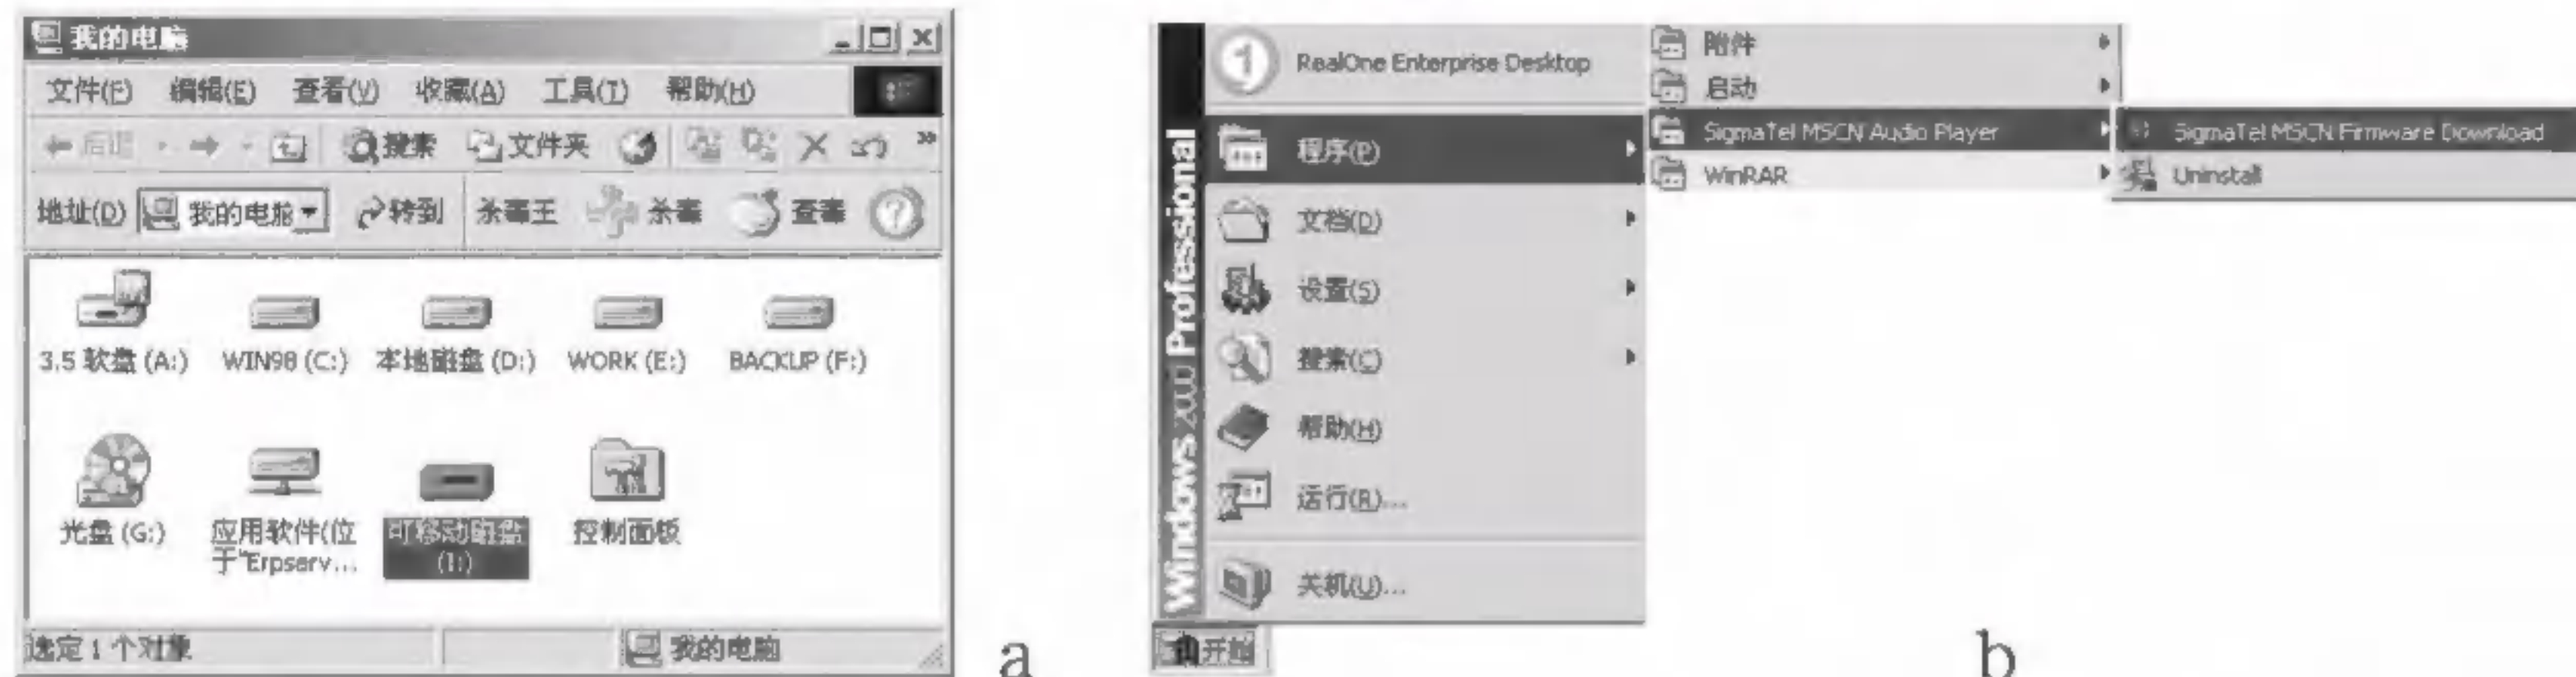 我的电脑
文件(F) 编辑(E) 查看(V) 收藏(A) 工具(T) 帮助(H)
后退 搜索 文件夹 »
地址(D) 我的电脑 转到 杀毒王 杀毒 查毒
3.5 软盘 (A:) WIN98 (C:) 本地磁盘 (D:) WORK (E:) BACKUP (F:)
光盘 (G:) 应用软件(位于"Erpserv... 可移动磁盘 (I:) 控制面板
选定 1 个对象 我的电脑
a
Windows 2000 Professional
RealOne Enterprise Desktop
程序(P)
文档(D)
设置(S)
搜索(C)
帮助(H)
运行(R)...
关机(U)...
开始
附件
启动
SigmaTel MSCN Audio Player
WinRAR
SigmaTel MSCN Firmware Download
Uninstall
b